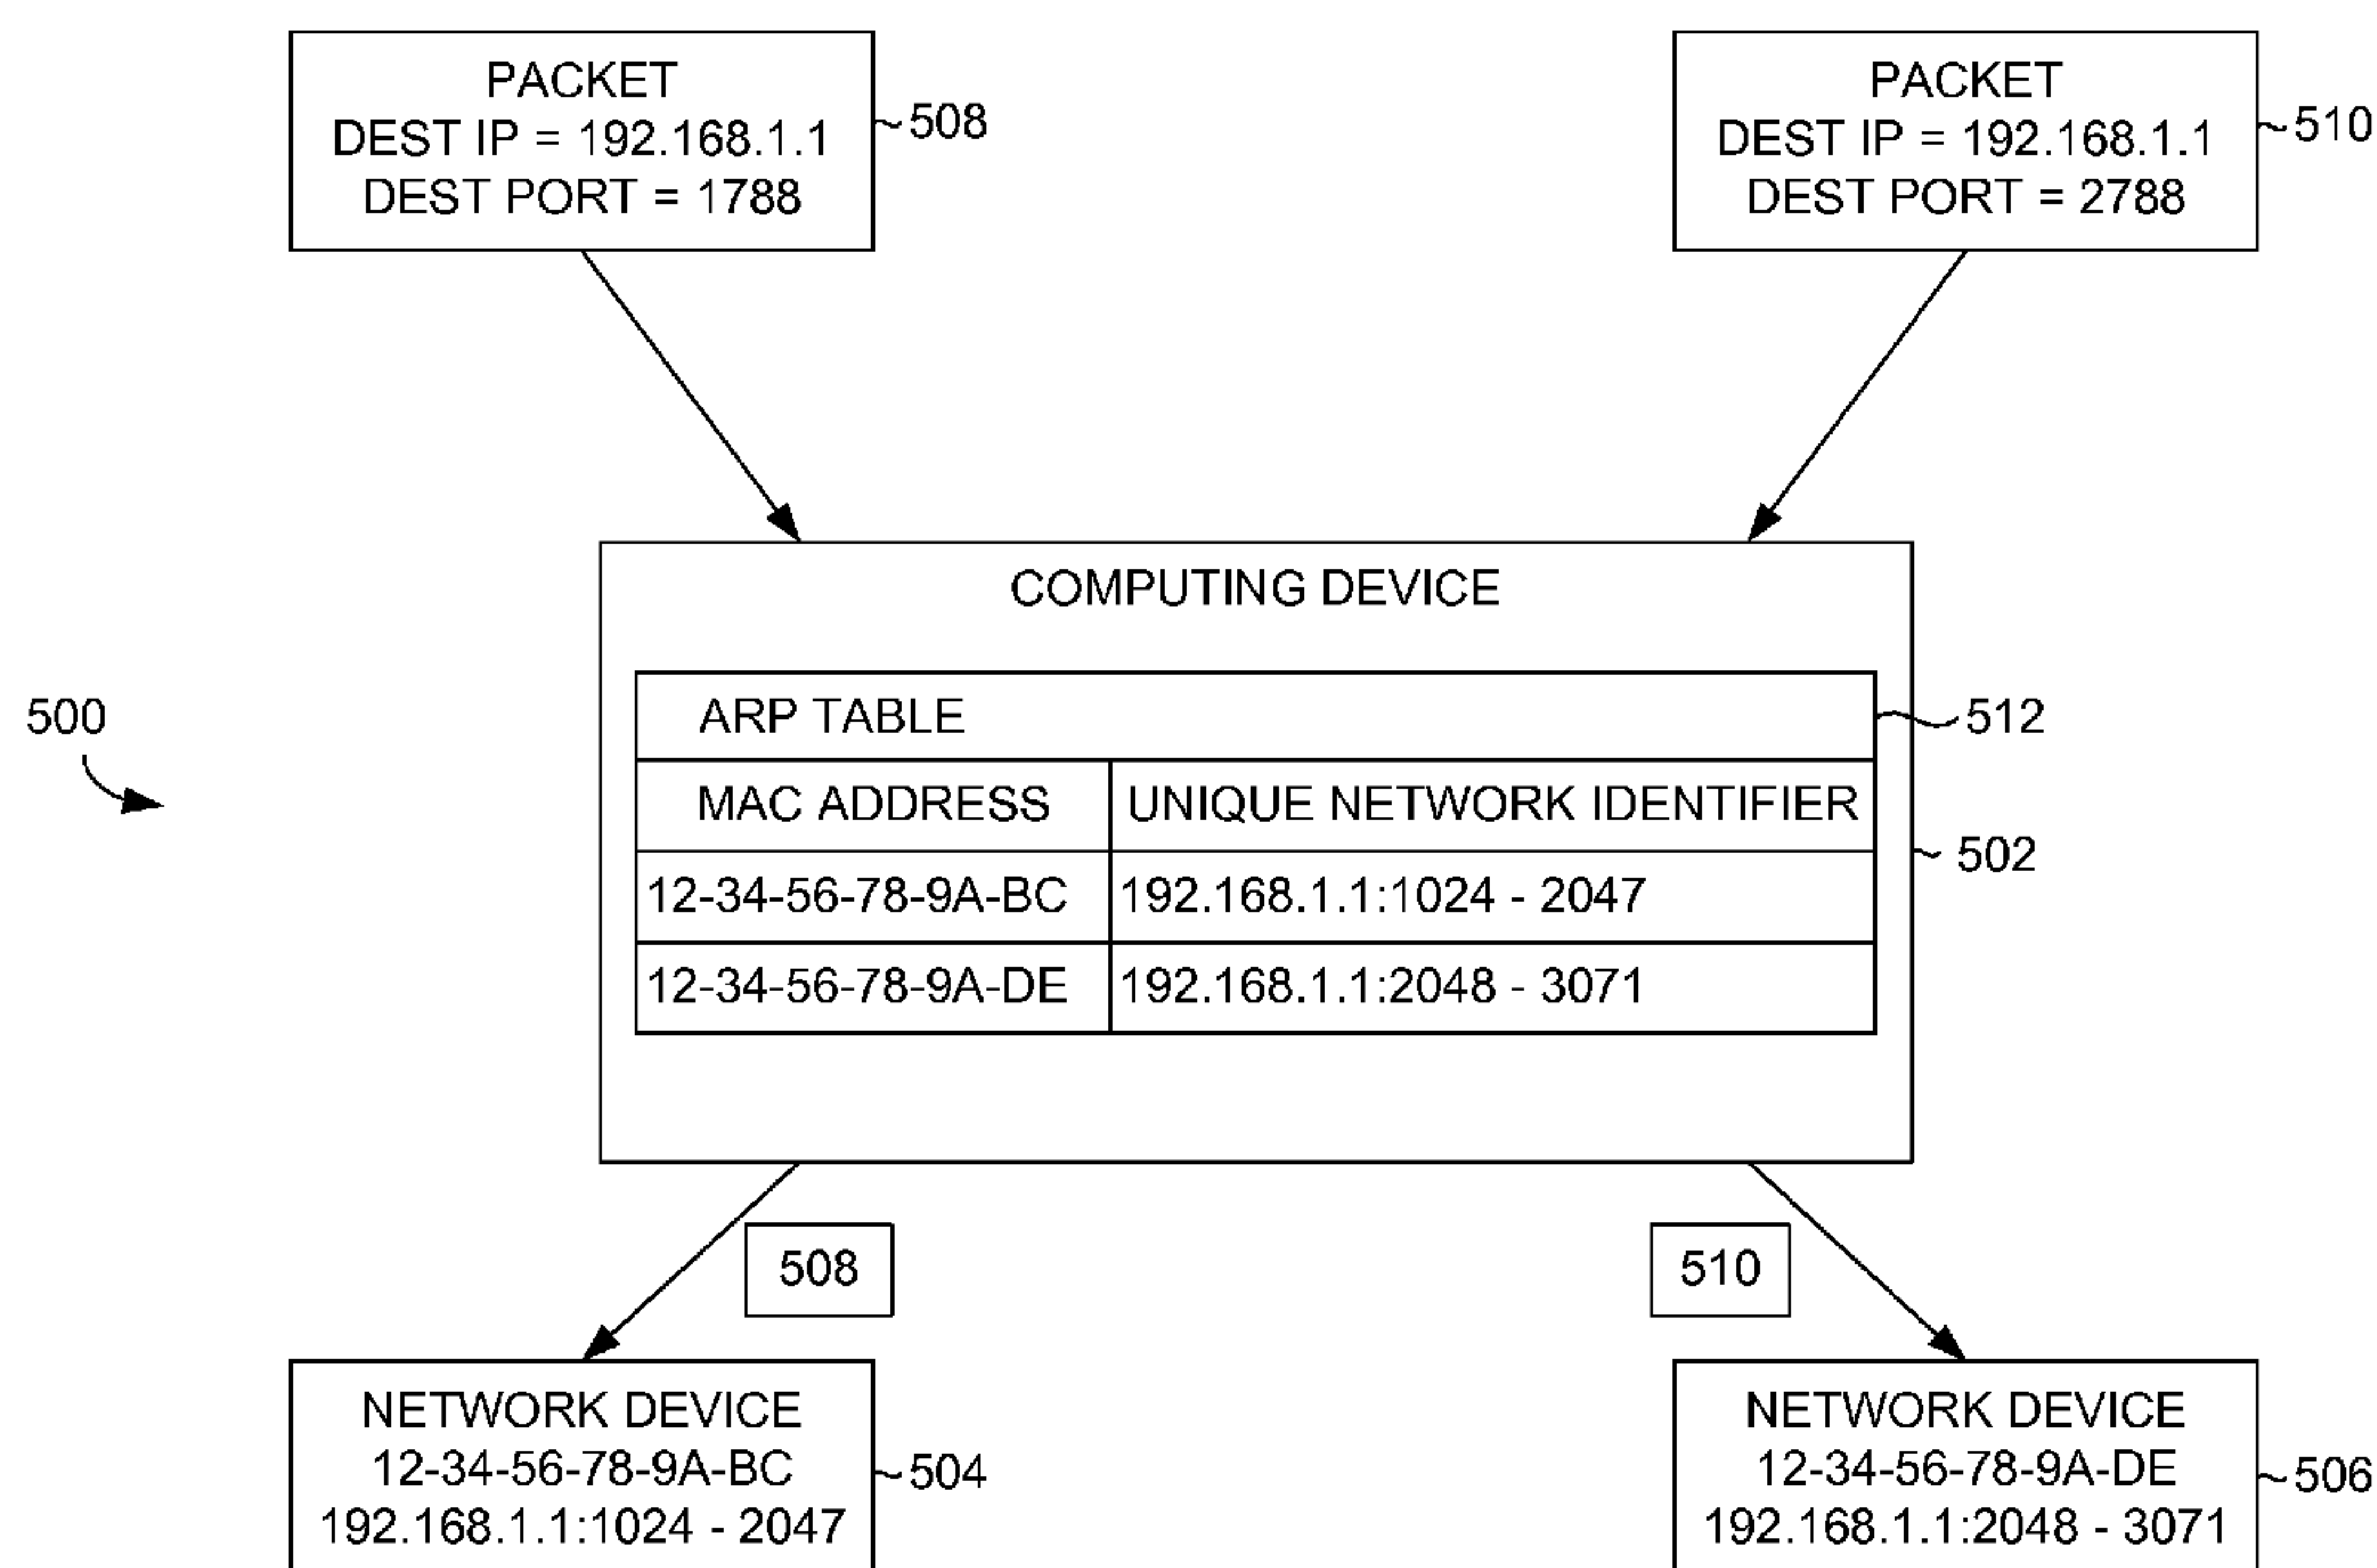 PACKET
DEST IP = 192.168.1.1
DEST PORT = 1788
508
PACKET
DEST IP = 192.168.1.1
DEST PORT = 2788
510
500
COMPUTING DEVICE
ARP TABLE
512
MAC ADDRESS UNIQUE NETWORK IDENTIFIER
502
12-34-56-78-9A-BC 192.168.1.1:1024 - 2047
12-34-56-78-9A-DE 192.168.1.1:2048 - 3071
508
510
NETWORK DEVICE
12-34-56-78-9A-BC
192.168.1.1:1024 - 2047
504
NETWORK DEVICE
12-34-56-78-9A-DE
192.168.1.1:2048 - 3071
506